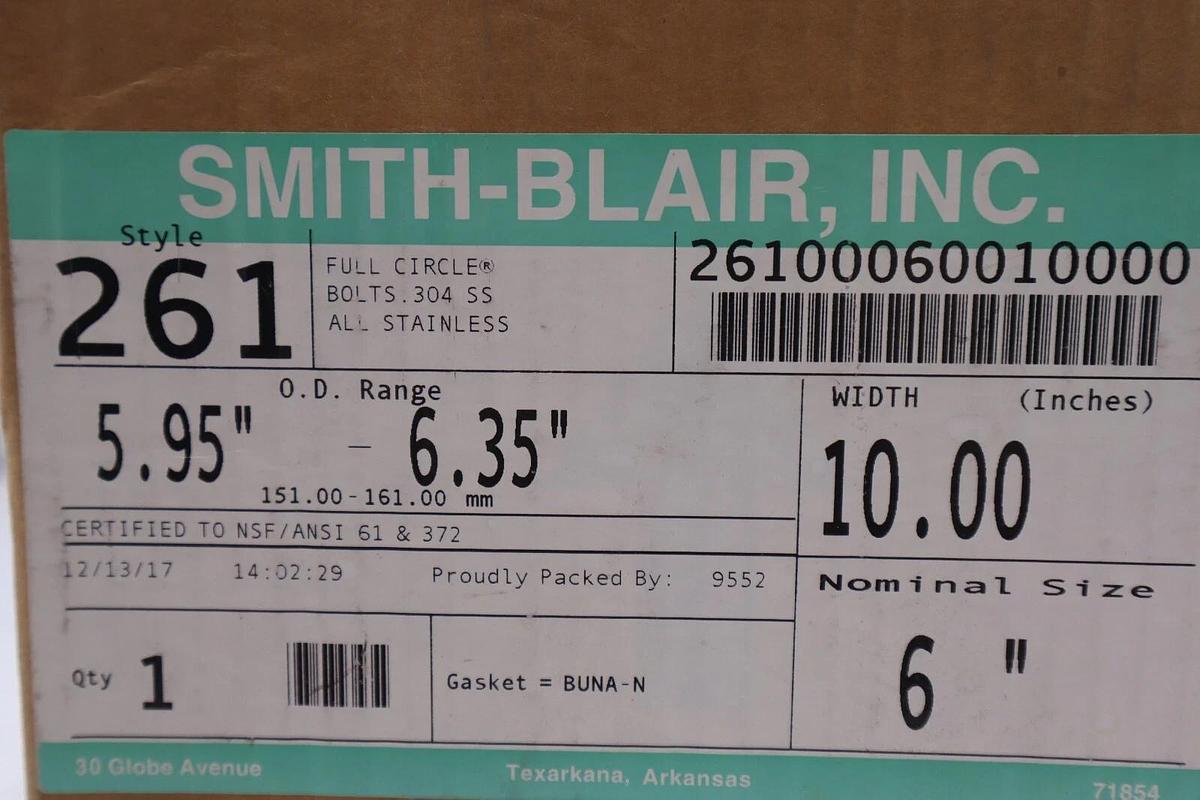 SMITH-BLAIR, INC.
Style
261
FULL CIRCLE®
BOLTS.304 SS
ALL STAINLESS
261000060010000
O.D. Range
5.95" - 6.35"
151.00-161.00 mm
WIDTH (Inches)
10.00
CERTIFIED TO NSF/ANSI 61 & 372
12/13/17 14:02:29 Proudly Packed By: 9552
Nominal Size
6 "
Qty 1
Gasket = BUNA-N
30 Globe Avenue Texarkana, Arkansas 71854